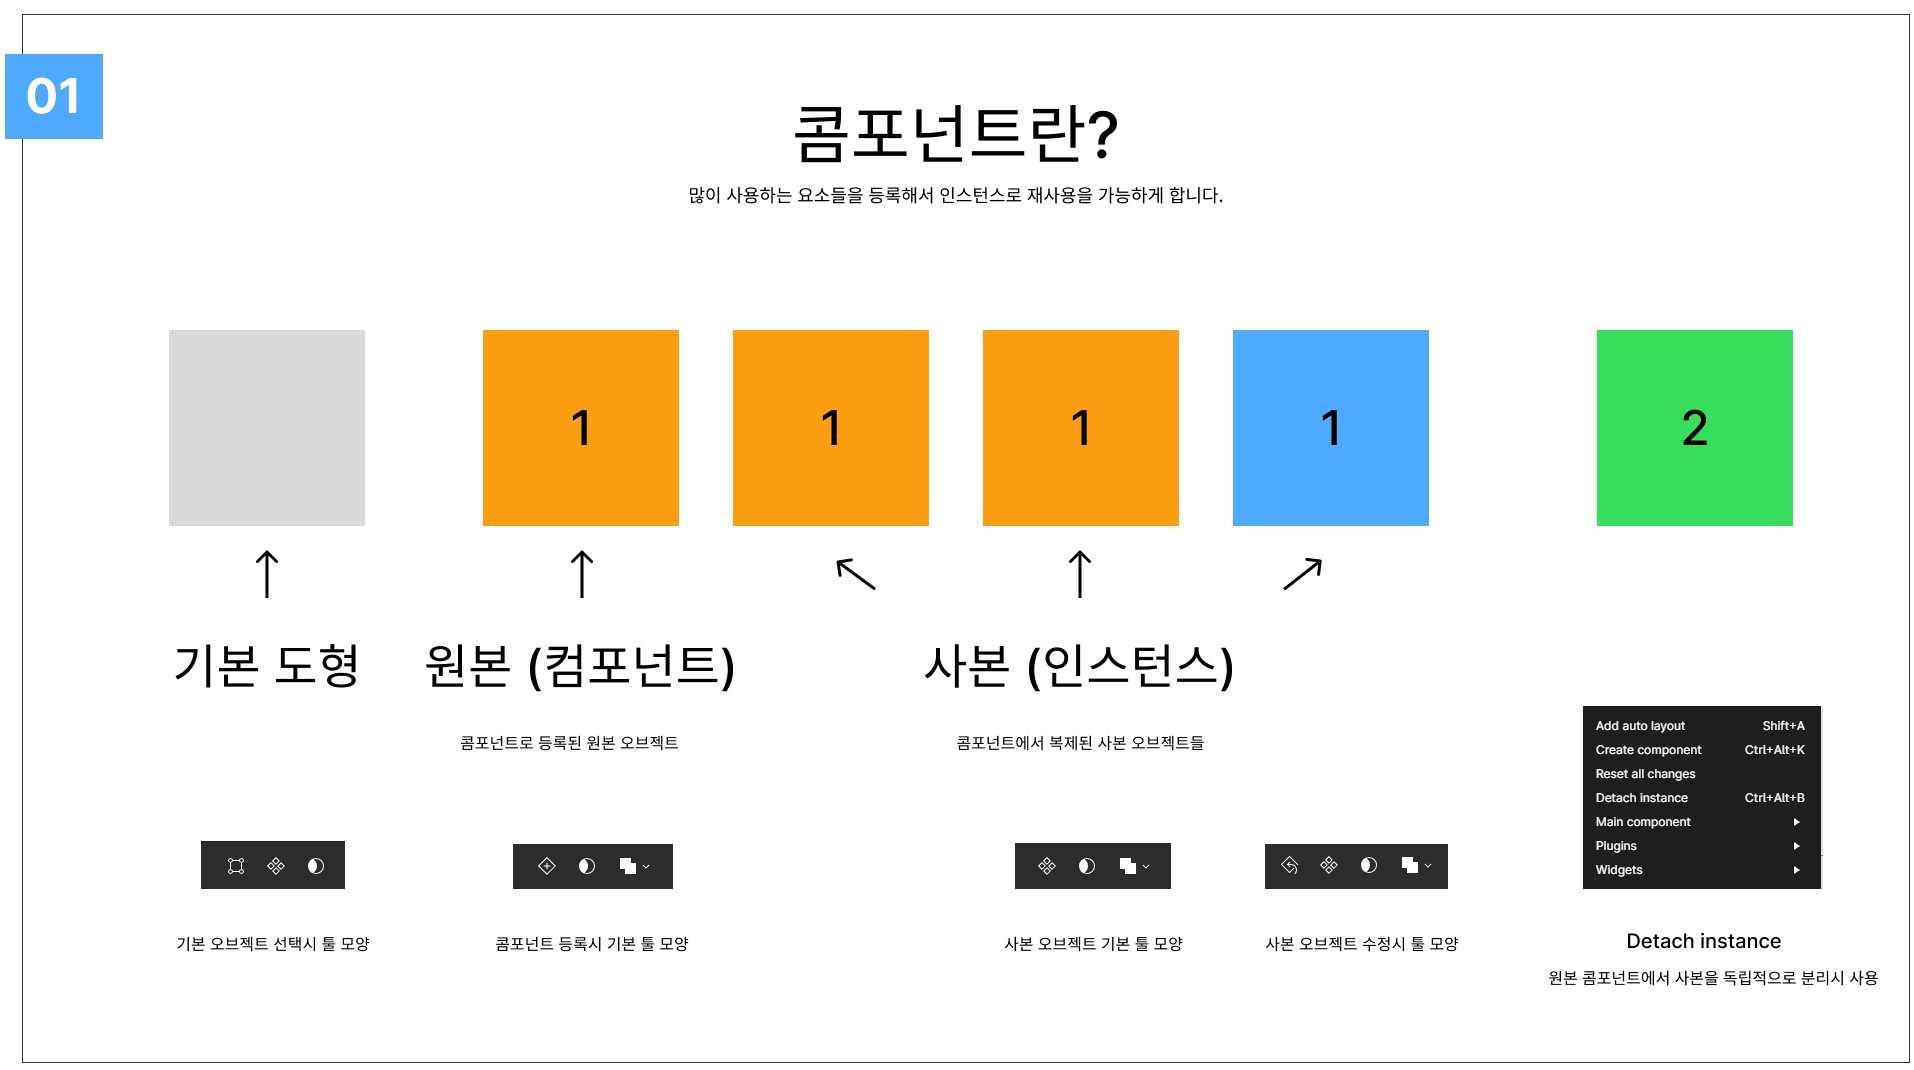 01
콤포넌트란?
많이 사용하는 요소들을 등록해서 인스턴스로 재사용을 가능하게 합니다.
1
1
1
1
2
기본 도형
원본 (컴포넌트)
사본 (인스턴스)
콤포넌트로 등록된 원본 오브젝트
콤포넌트에서 복제된 사본 오브젝트들
Add auto layout Shift+A
Create component Ctrl+Alt+K
Reset all changes
Detach instance Ctrl+Alt+B
Main component
Plugins
Widgets
기본 오브젝트 선택시 툴 모양
콤포넌트 등록시 기본 툴 모양
사본 오브젝트 기본 툴 모양
사본 오브젝트 수정시 툴 모양
Detach instance
원본 콤포넌트에서 사본을 독립적으로 분리시 사용